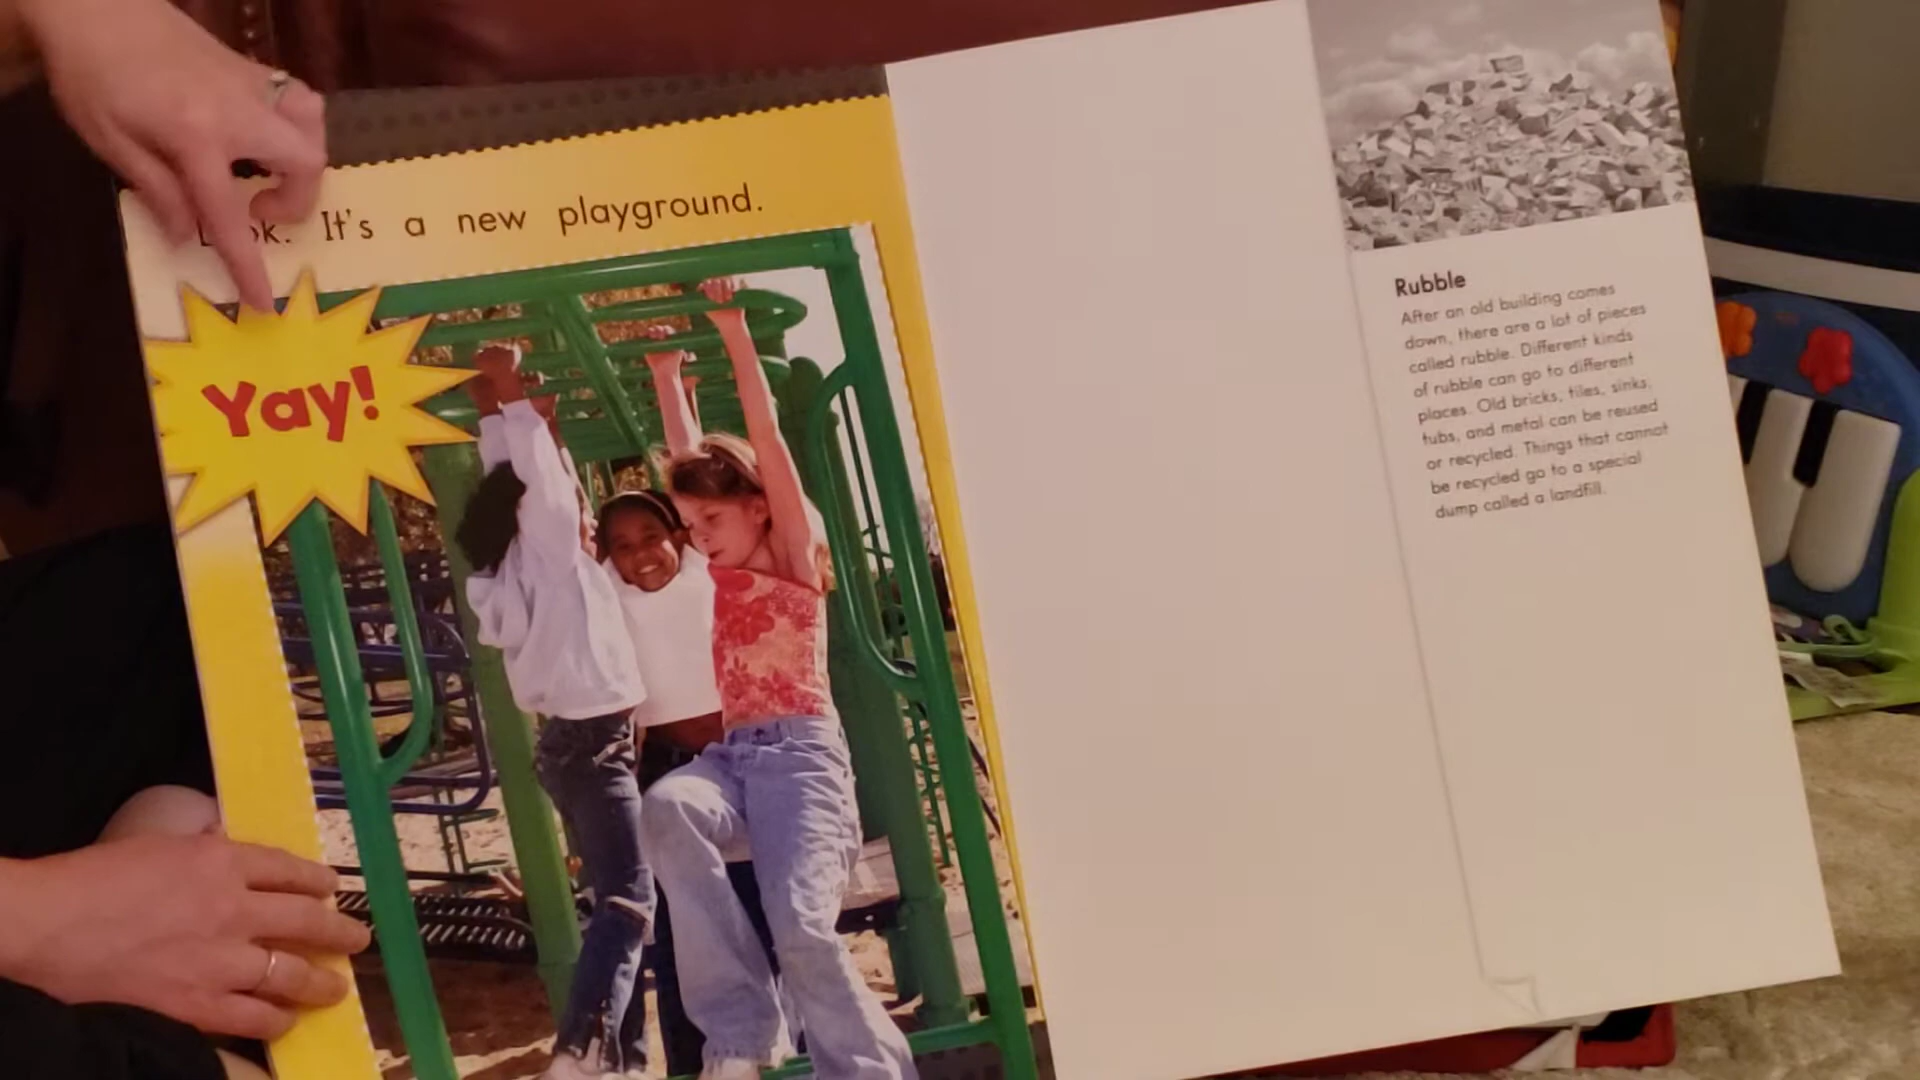 Look. It's a new playground.
Yay!
Rubble
After an old building comes
down, there are a lot of pieces
called rubble. Different kinds
of rubble can go to different
places. Old bricks, tiles, sinks,
tubs, and metal can be reused
or recycled. Things that cannot
be recycled go to a special
dump called a landfill.